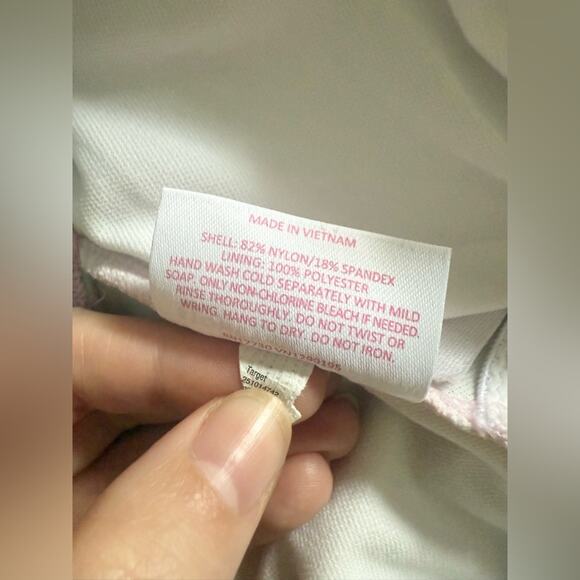 MADE IN VIETNAM
SHELL: 82% NYLON/18% SPANDEX
LINING: 100% POLYESTER
HAND WASH COLD SEPARATELY WITH MILD
SOAP. ONLY NON-CHLORINE BLEACH IF NEEDED.
RINSE THOROUGHLY. DO NOT TWIST OR
WRING. HANG TO DRY. DO NOT IRON.
Target